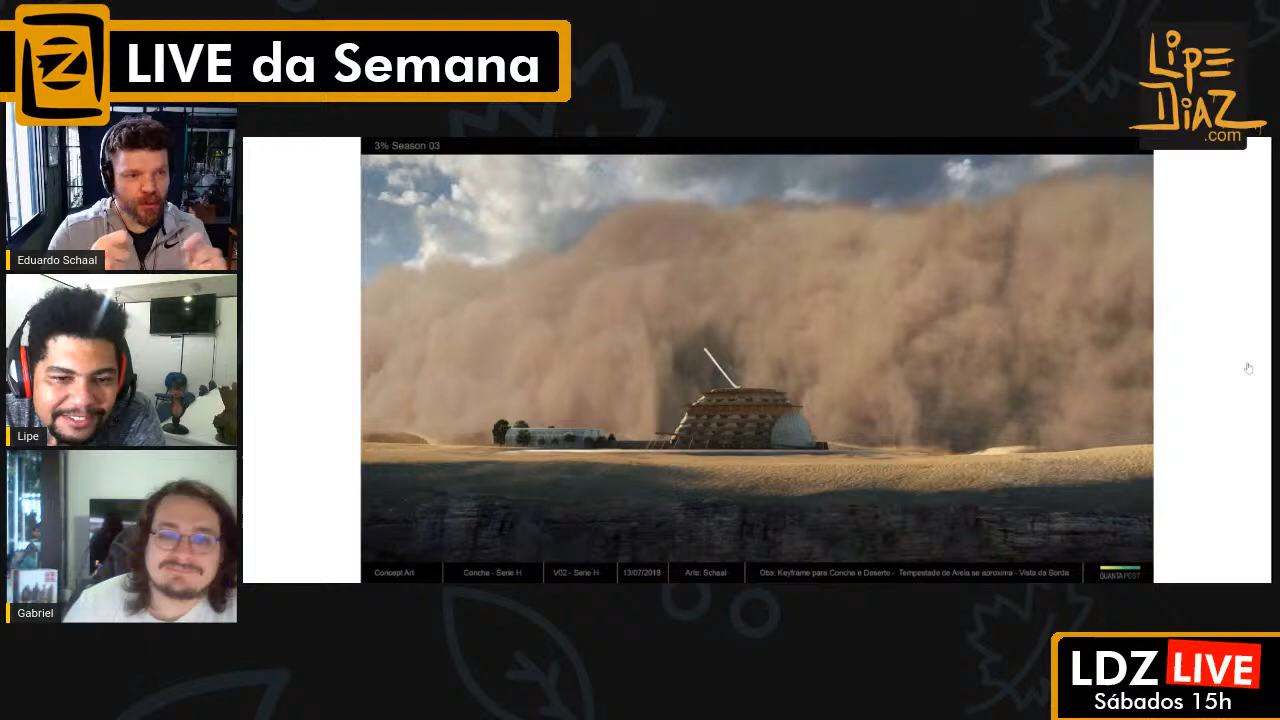 LIVE da Semana
LiPE
DiAZ
.com
3% Season 03
Eduardo Schaal
Lipe
Gabriel
Concept Art
Concha - Serie H
V02 - Serie H
13/07/2018
Arte: Schaal
Obs: Keyframe para Concha e Deserto - Tempestade de Areia se aproxima - Vista da Borda
QUANTA POST
LDZ LIVE
Sábados 15h